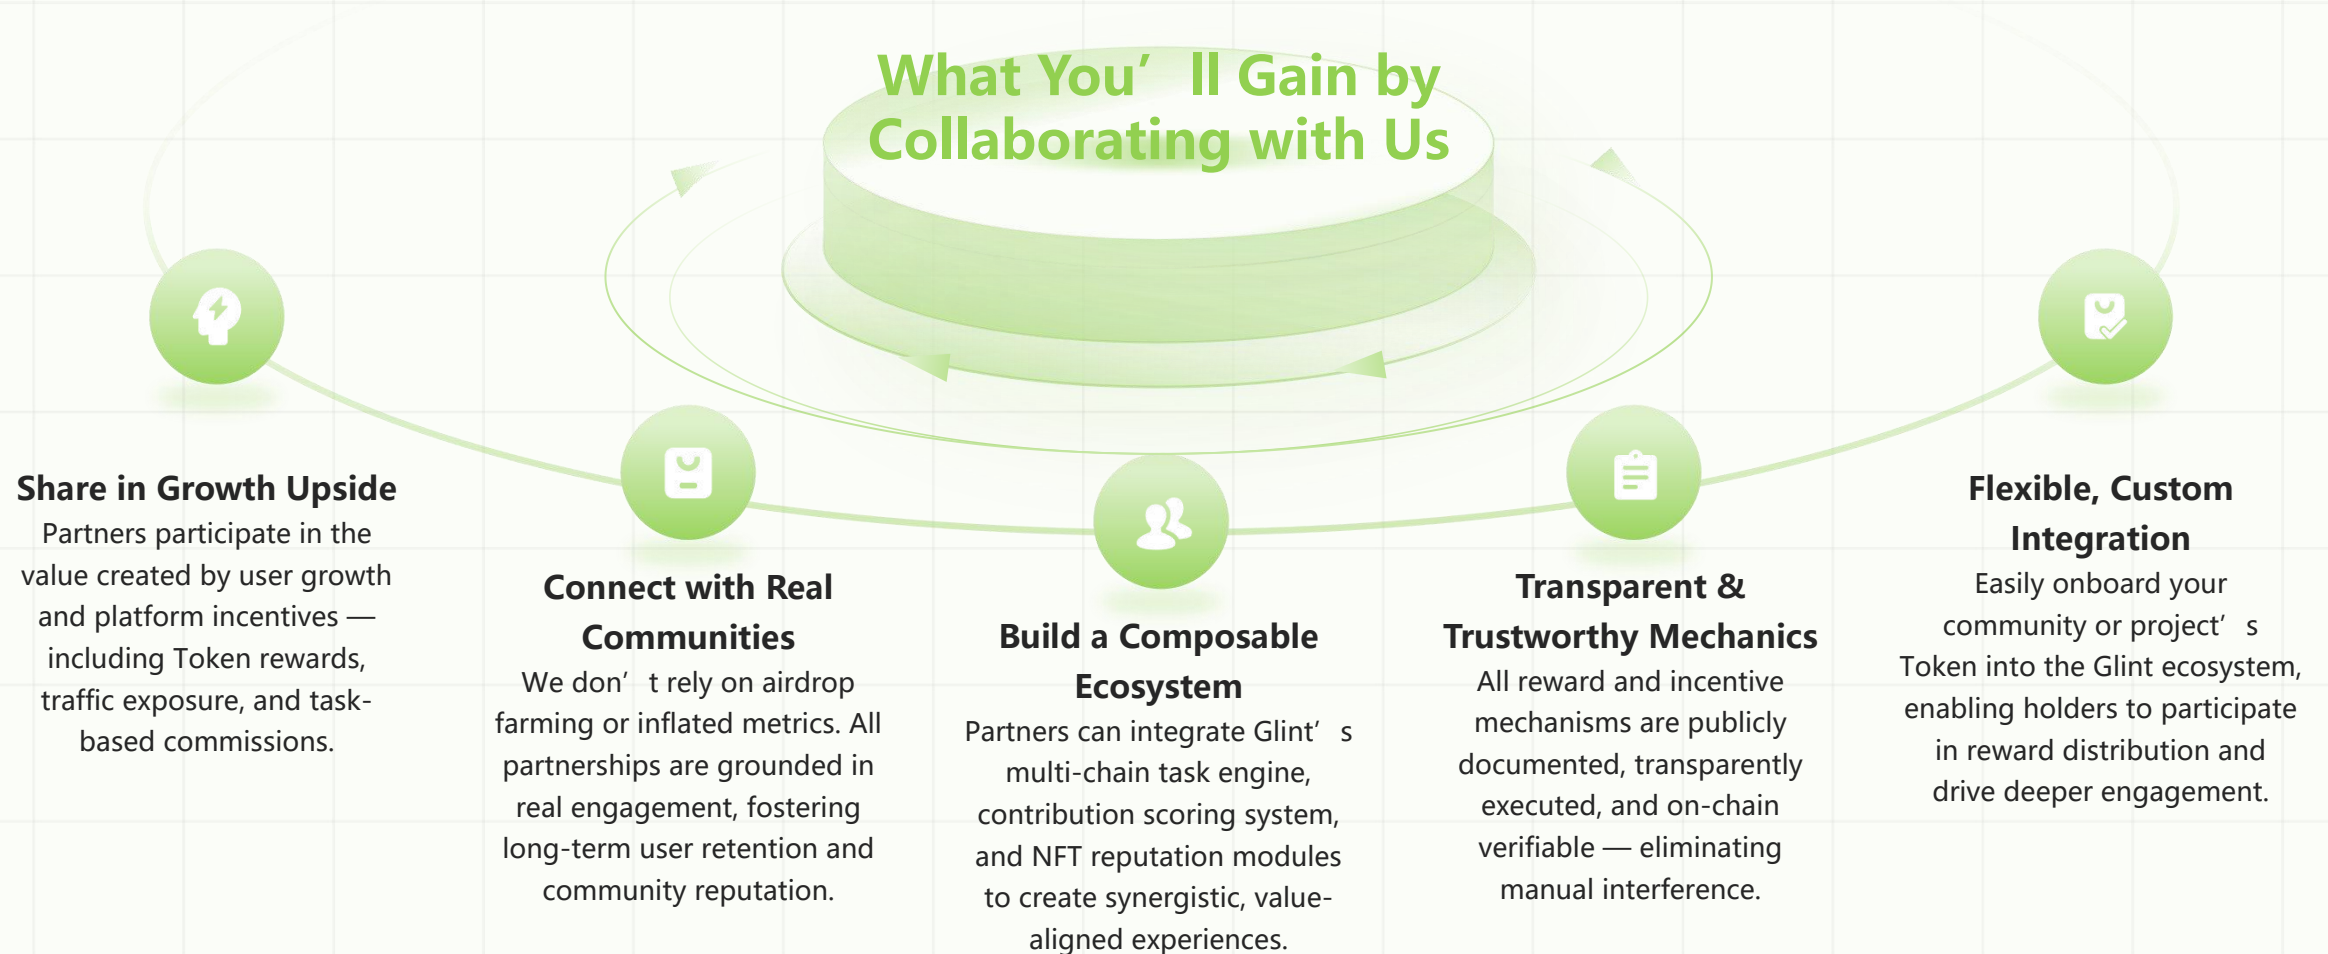 What You’ll Gain by
Collaborating with Us
Share in Growth Upside
Partners participate in the
value created by user growth
and platform incentives —
including Token rewards,
traffic exposure, and task-
based commissions.
Connect with Real
Communities
We don’t rely on airdrop
farming or inflated metrics. All
partnerships are grounded in
real engagement, fostering
long-term user retention and
community reputation.
Build a Composable
Ecosystem
Partners can integrate Glint’s
multi-chain task engine,
contribution scoring system,
and NFT reputation modules
to create synergistic, value-
aligned experiences.
Transparent &
Trustworthy Mechanics
All reward and incentive
mechanisms are publicly
documented, transparently
executed, and on-chain
verifiable — eliminating
manual interference.
Flexible, Custom
Integration
Easily onboard your
community or project’s
Token into the Glint ecosystem,
enabling holders to participate
in reward distribution and
drive deeper engagement.